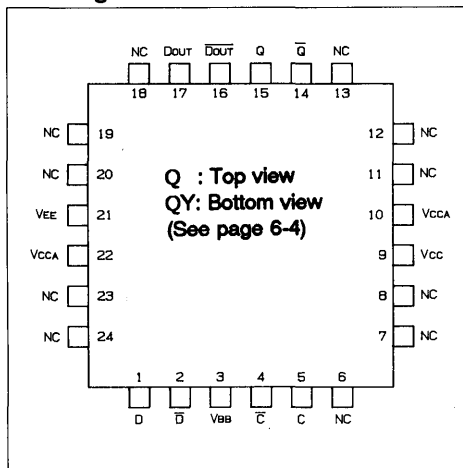 NC DOUT D̅O̅U̅T̅ Q Q̅ NC
18 17 16 15 14 13
NC 19 12 NC
NC 20 11 NC
VEE 21 10 VCCA
VCCA 22 9 VCC
NC 23 8 NC
NC 24 7 NC
Q : Top view
QY: Bottom view
(See page 6-4)
1 2 3 4 5 6
D D̅ VBB C̅ C NC